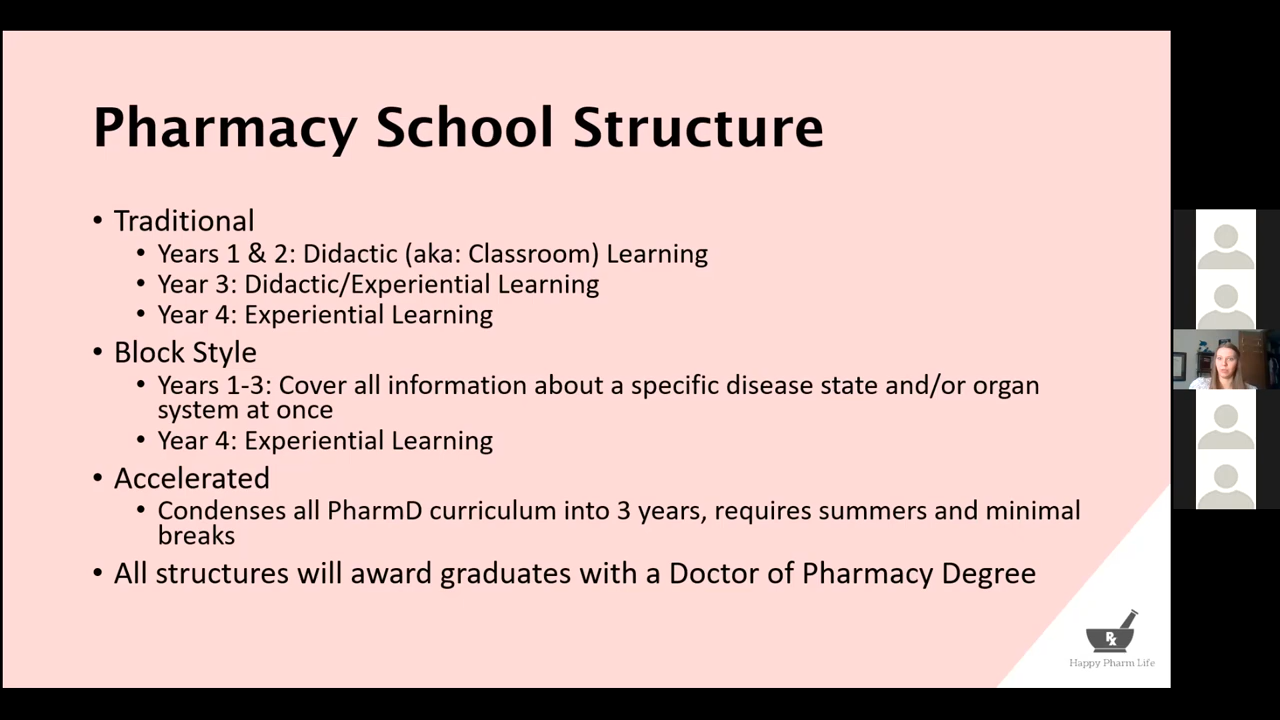 Pharmacy School Structure
• Traditional
• Years 1 & 2: Didactic (aka: Classroom) Learning
• Year 3: Didactic/Experiential Learning
• Year 4: Experiential Learning
• Block Style
• Years 1-3: Cover all information about a specific disease state and/or organ
system at once
• Year 4: Experiential Learning
• Accelerated
• Condenses all PharmD curriculum into 3 years, requires summers and minimal
breaks
• All structures will award graduates with a Doctor of Pharmacy Degree
Rx
Happy Pharm Life